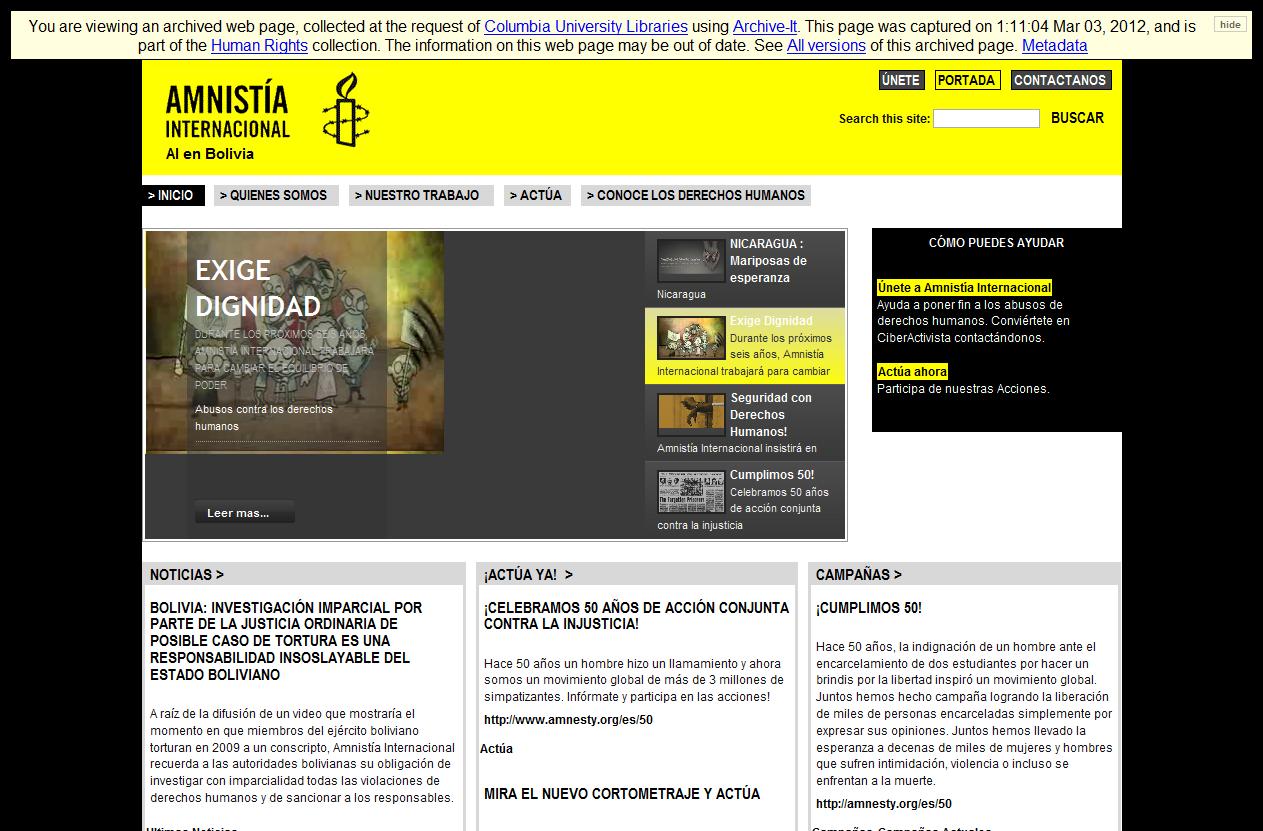 You are viewing an archived web page, collected at the request of Columbia University Libraries using Archive-It. This page was captured on 1:11:04 Mar 03, 2012, and is
part of the Human Rights collection. The information on this web page may be out of date. See All versions of this archived page. Metadata
hide
AMNISTÍA
INTERNACIONAL
AI en Bolivia
ÚNETE
PORTADA
CONTACTANOS
Search this site:
BUSCAR
> INICIO
> QUIENES SOMOS
> NUESTRO TRABAJO
> ACTÚA
> CONOCE LOS DERECHOS HUMANOS
EXIGE
DIGNIDAD
DURANTE LOS PRÓXIMOS SEIS AÑOS,
AMNISTÍA INTERNACIONAL TRABAJARÁ
PARA CAMBIAR EL EQUILIBRIO DE
PODER
Abusos contra los derechos
humanos
Leer mas...
NICARAGUA :
Mariposas de
esperanza
Nicaragua
Exige Dignidad
Durante los próximos
seis años, Amnistía
Internacional trabajará para cambiar
Seguridad con
Derechos
Humanos!
Amnistía Internacional insistirá en
The Forgotten Prisoners
Cumplimos 50!
Celebramos 50 años
de acción conjunta
contra la injusticia
CÓMO PUEDES AYUDAR
Únete a Amnistía Internacional
Ayuda a poner fin a los abusos de
derechos humanos. Conviértete en
CiberActivista contactándonos.
Actúa ahora
Participa de nuestras Acciones.
NOTICIAS >
BOLIVIA: INVESTIGACIÓN IMPARCIAL POR
PARTE DE LA JUSTICIA ORDINARIA DE
POSIBLE CASO DE TORTURA ES UNA
RESPONSABILIDAD INSOSLAYABLE DEL
ESTADO BOLIVIANO
A raíz de la difusión de un video que mostraría el
momento en que miembros del ejército boliviano
torturan en 2009 a un conscripto, Amnistía Internacional
recuerda a las autoridades bolivianas su obligación de
investigar con imparcialidad todas las violaciones de
derechos humanos y de sancionar a los responsables.
Ultimas Noticias
¡ACTÚA YA! >
¡CELEBRAMOS 50 AÑOS DE ACCIÓN CONJUNTA
CONTRA LA INJUSTICIA!
Hace 50 años un hombre hizo un llamamiento y ahora
somos un movimiento global de más de 3 millones de
simpatizantes. Infórmate y participa en las acciones!
http://www.amnesty.org/es/50
Actúa
MIRA EL NUEVO CORTOMETRAJE Y ACTÚA
CAMPAÑAS >
¡CUMPLIMOS 50!
Hace 50 años, la indignación de un hombre ante el
encarcelamiento de dos estudiantes por hacer un
brindis por la libertad inspiró un movimiento global.
Juntos hemos hecho campaña logrando la liberación
de miles de personas encarceladas simplemente por
expresar sus opiniones. Juntos hemos llevado la
esperanza a decenas de miles de mujeres y hombres
que sufren intimidación, violencia o incluso se
enfrentan a la muerte.
http://amnesty.org/es/50
Campañas Campañas Actuales